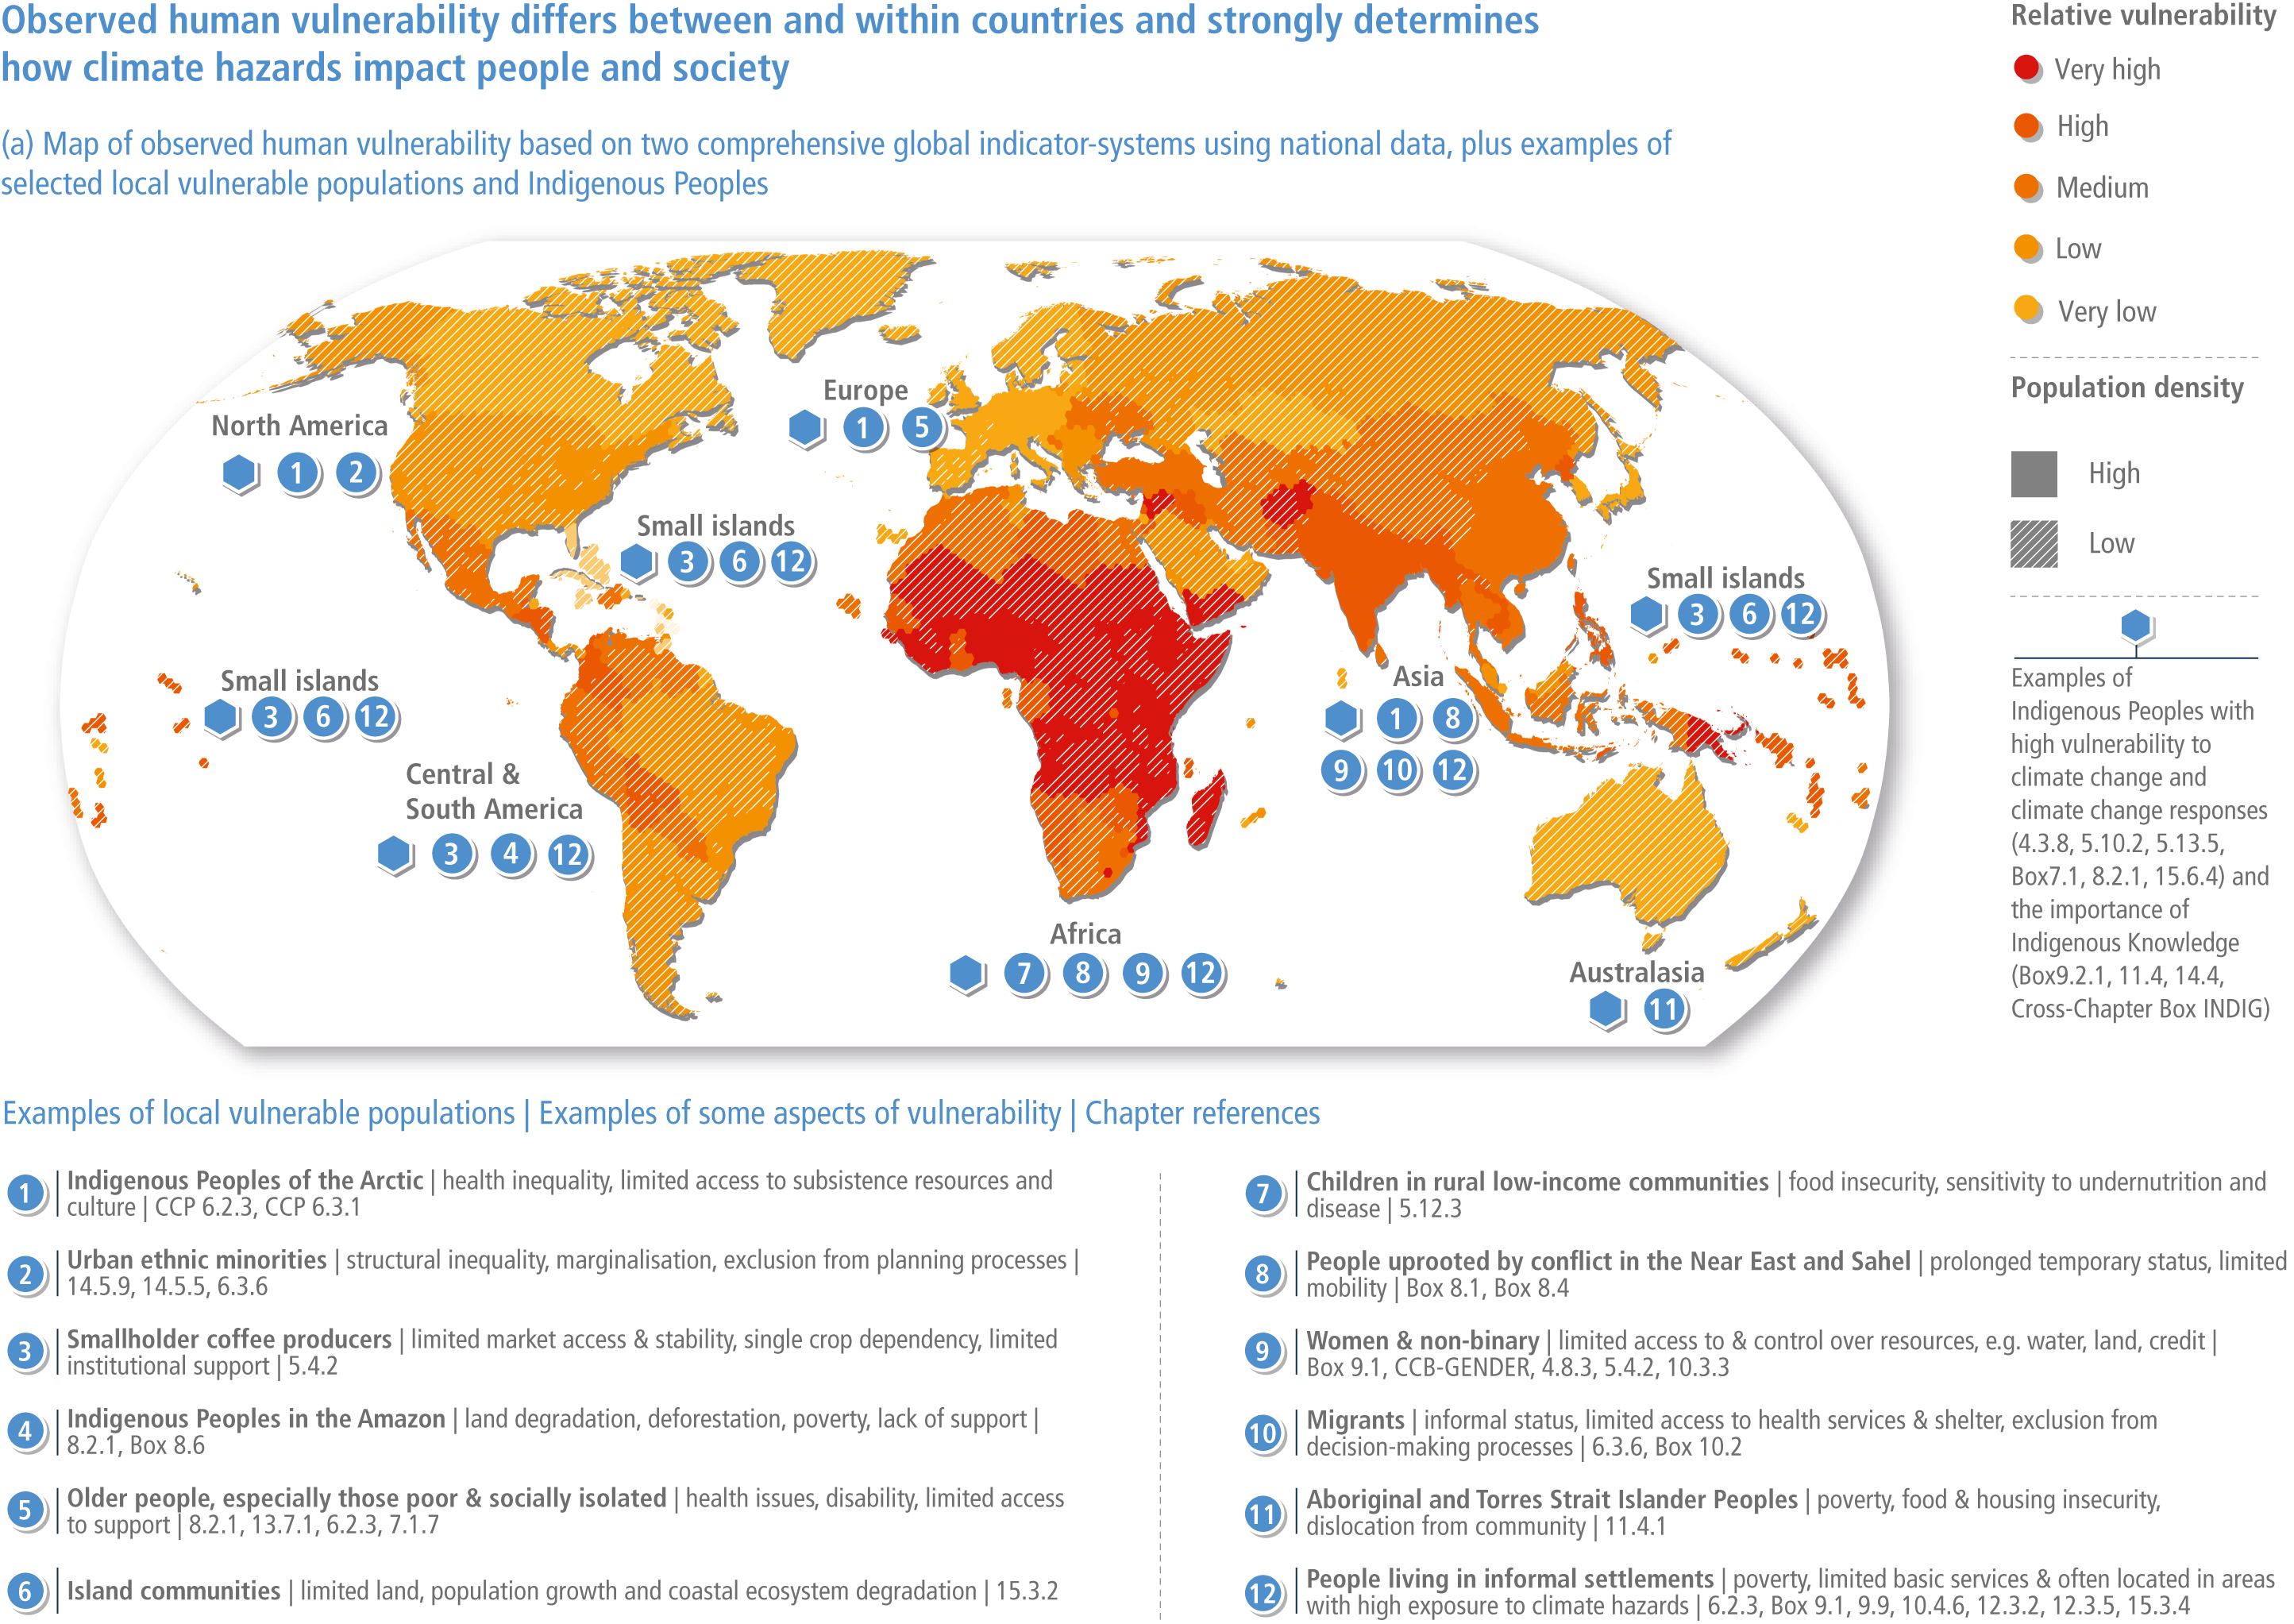 Observed human vulnerability differs between and within countries and strongly determines
how climate hazards impact people and society
(a) Map of observed human vulnerability based on two comprehensive global indicator-systems using national data, plus examples of
selected local vulnerable populations and Indigenous Peoples
Relative vulnerability
Very high
High
Medium
Low
Very low
Population density
High
Low
Examples of
Indigenous Peoples with
high vulnerability to
climate change and
climate change responses
(4.3.8, 5.10.2, 5.13.5,
Box7.1, 8.2.1, 15.6.4) and
the importance of
Indigenous Knowledge
(Box9.2.1, 11.4, 14.4,
Cross-Chapter Box INDIG)
North America
1 2
Europe
1 5
Small islands
3 6 12
Small islands
3 6 12
Small islands
3 6 12
Asia
1 8
9 10 12
Central &
South America
3 4 12
Africa
7 8 9 12
Australasia
11
Examples of local vulnerable populations | Examples of some aspects of vulnerability | Chapter references
1 Indigenous Peoples of the Arctic | health inequality, limited access to subsistence resources and
culture | CCP 6.2.3, CCP 6.3.1
2 Urban ethnic minorities | structural inequality, marginalisation, exclusion from planning processes |
14.5.9, 14.5.5, 6.3.6
3 Smallholder coffee producers | limited market access & stability, single crop dependency, limited
institutional support | 5.4.2
4 Indigenous Peoples in the Amazon | land degradation, deforestation, poverty, lack of support |
8.2.1, Box 8.6
5 Older people, especially those poor & socially isolated | health issues, disability, limited access
to support | 8.2.1, 13.7.1, 6.2.3, 7.1.7
6 Island communities | limited land, population growth and coastal ecosystem degradation | 15.3.2
7 Children in rural low-income communities | food insecurity, sensitivity to undernutrition and
disease | 5.12.3
8 People uprooted by conflict in the Near East and Sahel | prolonged temporary status, limited
mobility | Box 8.1, Box 8.4
9 Women & non-binary | limited access to & control over resources, e.g. water, land, credit |
Box 9.1, CCB-GENDER, 4.8.3, 5.4.2, 10.3.3
10 Migrants | informal status, limited access to health services & shelter, exclusion from
decision-making processes | 6.3.6, Box 10.2
11 Aboriginal and Torres Strait Islander Peoples | poverty, food & housing insecurity,
dislocation from community | 11.4.1
12 People living in informal settlements | poverty, limited basic services & often located in areas
with high exposure to climate hazards | 6.2.3, Box 9.1, 9.9, 10.4.6, 12.3.2, 12.3.5, 15.3.4